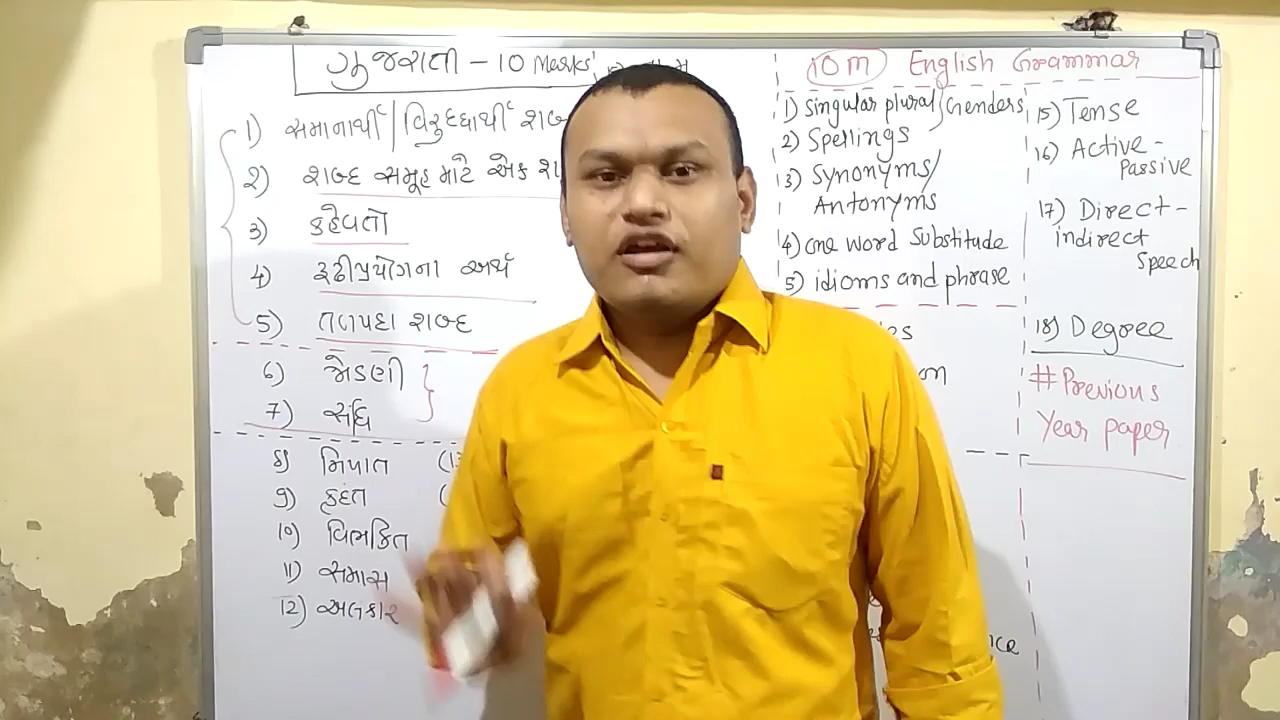 ગુજરાતી - 10 Marks
1) સમાનાર્થી / વિરુદ્ધાર્થી
2) શબ્દ સમૂહ માટે એક
3) કહેવતો
4) રૂઢીપ્રયોગના અર્થ
5) તળપદા શબ્દ
6) જોડણી
7) સંધિ
8) નિપાત
9) કૃદંત
10) વિભકિત
11) સમાસ
12) અલંકાર
10 M English Grammar
1) Singular plural/Genders
2) Spellings
3) Synonyms/
Antonyms
4) one word Substitude
5) idioms and phrase
15) Tense
16) Active-
Passive
17) Direct-
indirect
Speech
18) Degree
# Previous
Year paper